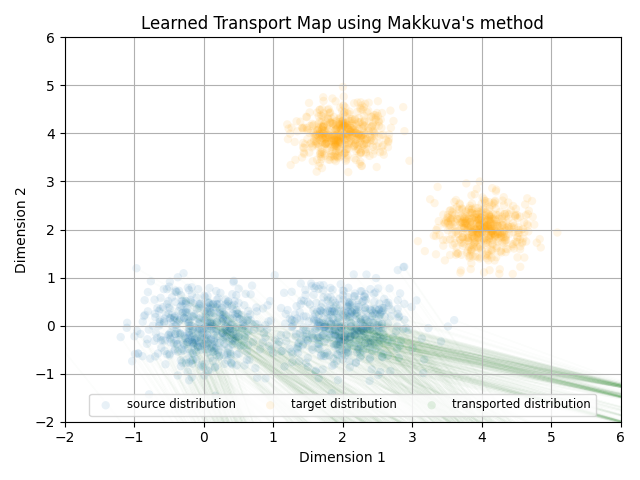 Learned Transport Map using Makkuva's method
6
5
4
3
2
1
0
−1
−2
Dimension 2
source distribution target distribution transported distribution
−2 −1 0 1 2 3 4 5 6
Dimension 1